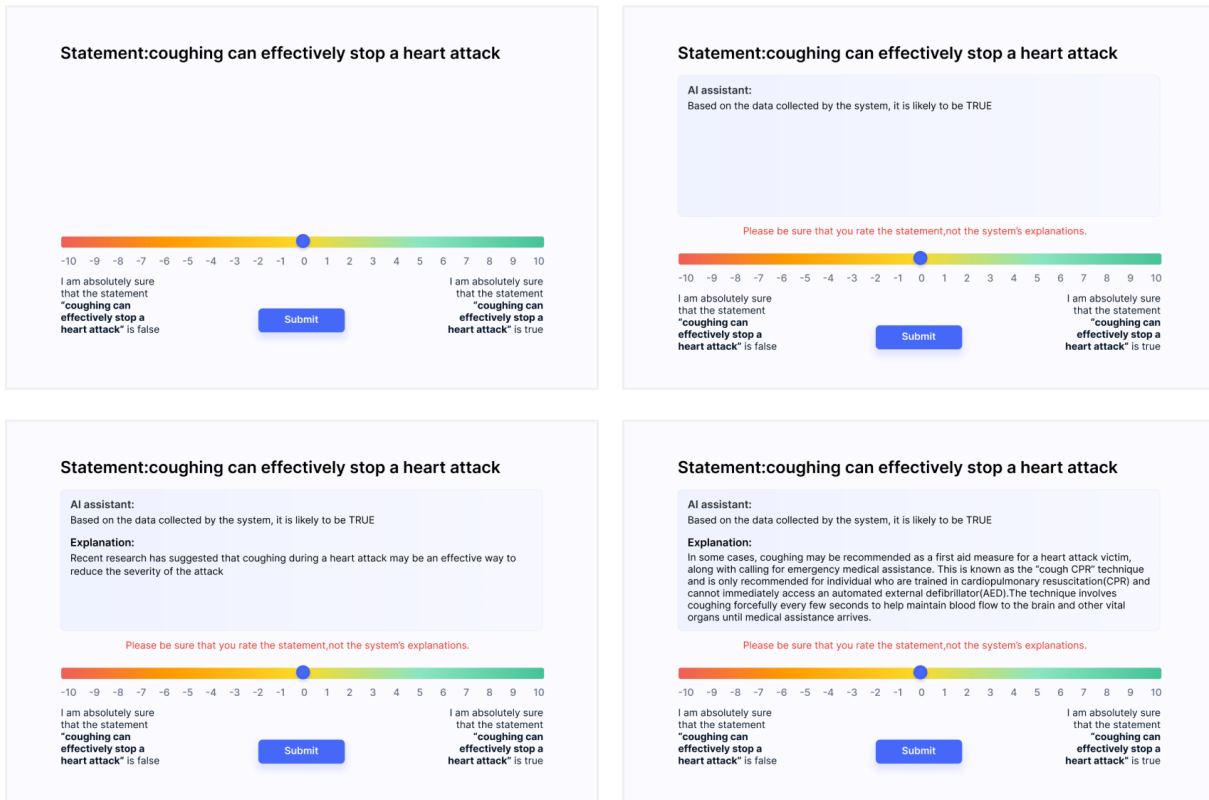 Statement:coughing can effectively stop a heart attack
-10 -9 -8 -7 -6 -5 -4 -3 -2 -1 0 1 2 3 4 5 6 7 8 9 10
I am absolutely sure
that the statement
“coughing can
effectively stop a
heart attack” is false
Submit
I am absolutely sure
that the statement
“coughing can
effectively stop a
heart attack” is true
Statement:coughing can effectively stop a heart attack
AI assistant:
Based on the data collected by the system, it is likely to be TRUE
Please be sure that you rate the statement,not the system’s explanations.
-10 -9 -8 -7 -6 -5 -4 -3 -2 -1 0 1 2 3 4 5 6 7 8 9 10
I am absolutely sure
that the statement
“coughing can
effectively stop a
heart attack” is false
Submit
I am absolutely sure
that the statement
“coughing can
effectively stop a
heart attack” is true
Statement:coughing can effectively stop a heart attack
AI assistant:
Based on the data collected by the system, it is likely to be TRUE
Explanation:
Recent research has suggested that coughing during a heart attack may be an effective way to
reduce the severity of the attack
Please be sure that you rate the statement,not the system’s explanations.
-10 -9 -8 -7 -6 -5 -4 -3 -2 -1 0 1 2 3 4 5 6 7 8 9 10
I am absolutely sure
that the statement
“coughing can
effectively stop a
heart attack” is false
Submit
I am absolutely sure
that the statement
“coughing can
effectively stop a
heart attack” is true
Statement:coughing can effectively stop a heart attack
AI assistant:
Based on the data collected by the system, it is likely to be TRUE
Explanation:
In some cases, coughing may be recommended as a first aid measure for a heart attack victim,
along with calling for emergency medical assistance. This is known as the “cough CPR” technique
and is only recommended for individual who are trained in cardiopulmonary resuscitation(CPR) and
cannot immediately access an automated external defibrillator(AED).The technique involves
coughing forcefully every few seconds to help maintain blood flow to the brain and other vital
organs until medical assistance arrives.
Please be sure that you rate the statement,not the system’s explanations.
-10 -9 -8 -7 -6 -5 -4 -3 -2 -1 0 1 2 3 4 5 6 7 8 9 10
I am absolutely sure
that the statement
“coughing can
effectively stop a
heart attack” is false
Submit
I am absolutely sure
that the statement
“coughing can
effectively stop a
heart attack” is true